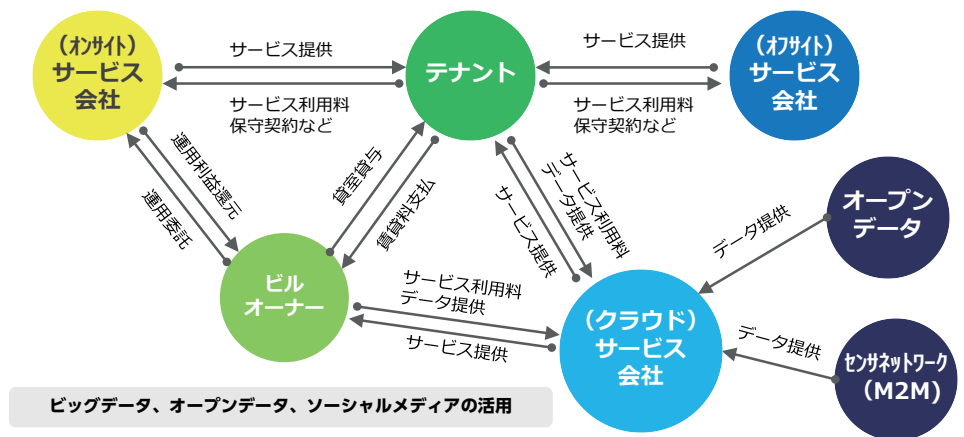 （オンサイト）
サービス
会社
サービス提供
サービス利用料
保守契約など
テナント
サービス提供
サービス利用料
保守契約など
（オフサイト）
サービス
会社
運用利益還元
運用委託
貸室貸与
賃貸料支払
サービス利用料
データ提供
サービス提供
オープン
データ
データ提供
ビル
オーナー
サービス利用料
データ提供
サービス提供
（クラウド）
サービス
会社
データ提供
センサネットワーク
（M2M）
ビッグデータ、オープンデータ、ソーシャルメディアの活用